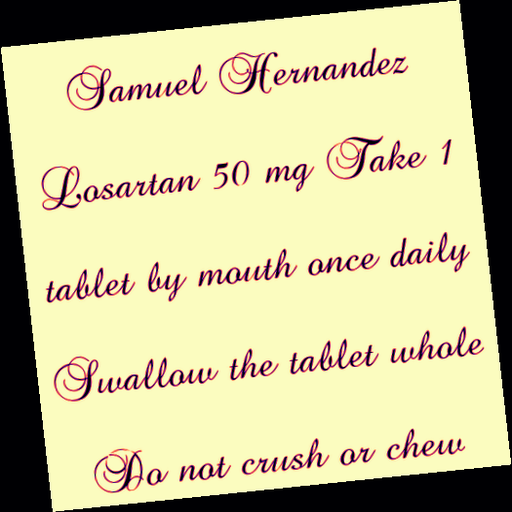 Samuel Hernandez
Losartan 50 mg Take 1
tablet by mouth once daily
Swallow the tablet whole
Do not crush or chew